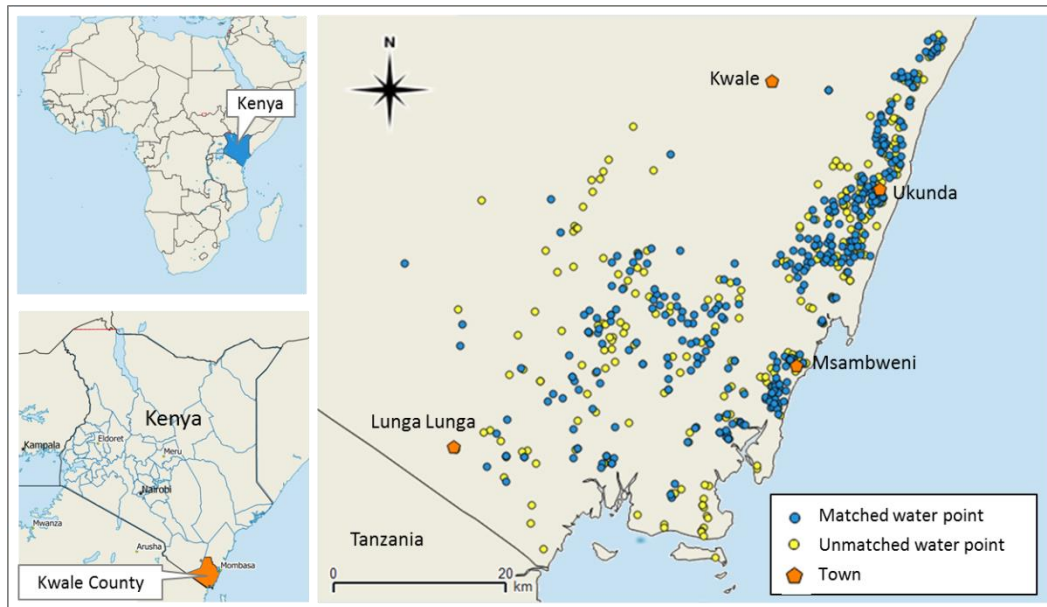 Kenya
Kenya
Kampala
Eldoret
Meru
Nairobi
Mwanza
Arusha
Mombasa
Kwale County
N
Kwale
Ukunda
Msambweni
Lunga Lunga
Tanzania
0 20
km
Matched water point
Unmatched water point
Town